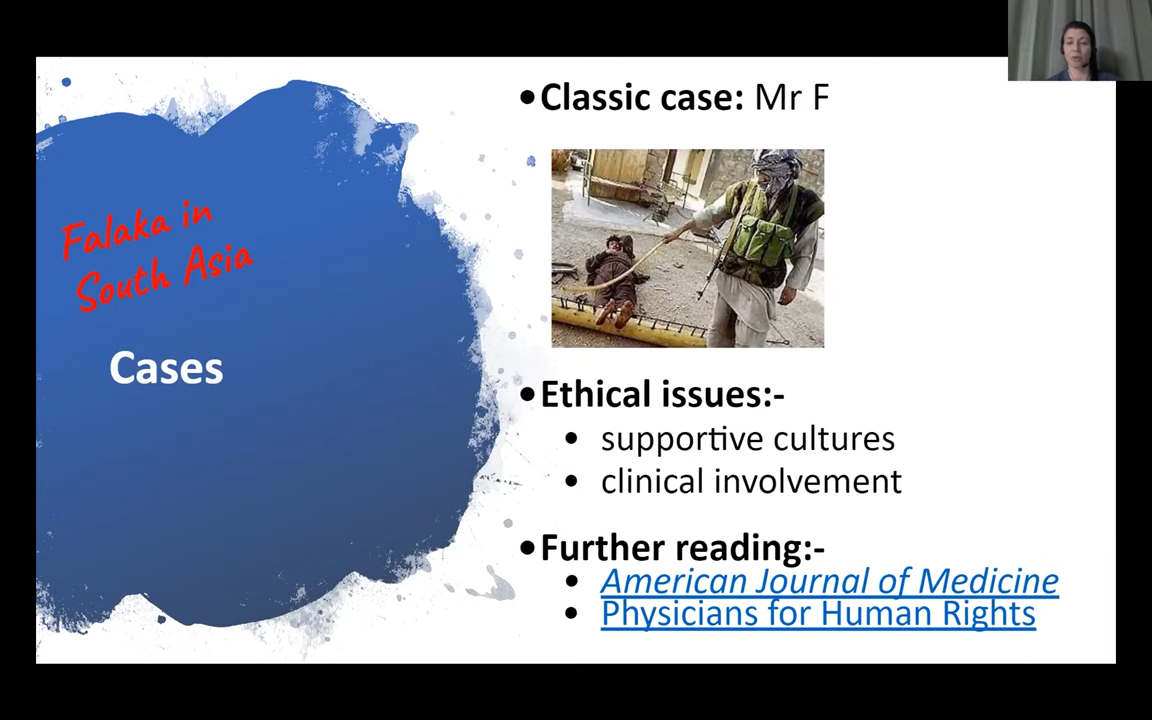 Falaka in
South Asia
Cases
•Classic case: Mr F
•Ethical issues:-
• supportive cultures
• clinical involvement
•Further reading:-
• American Journal of Medicine
• Physicians for Human Rights